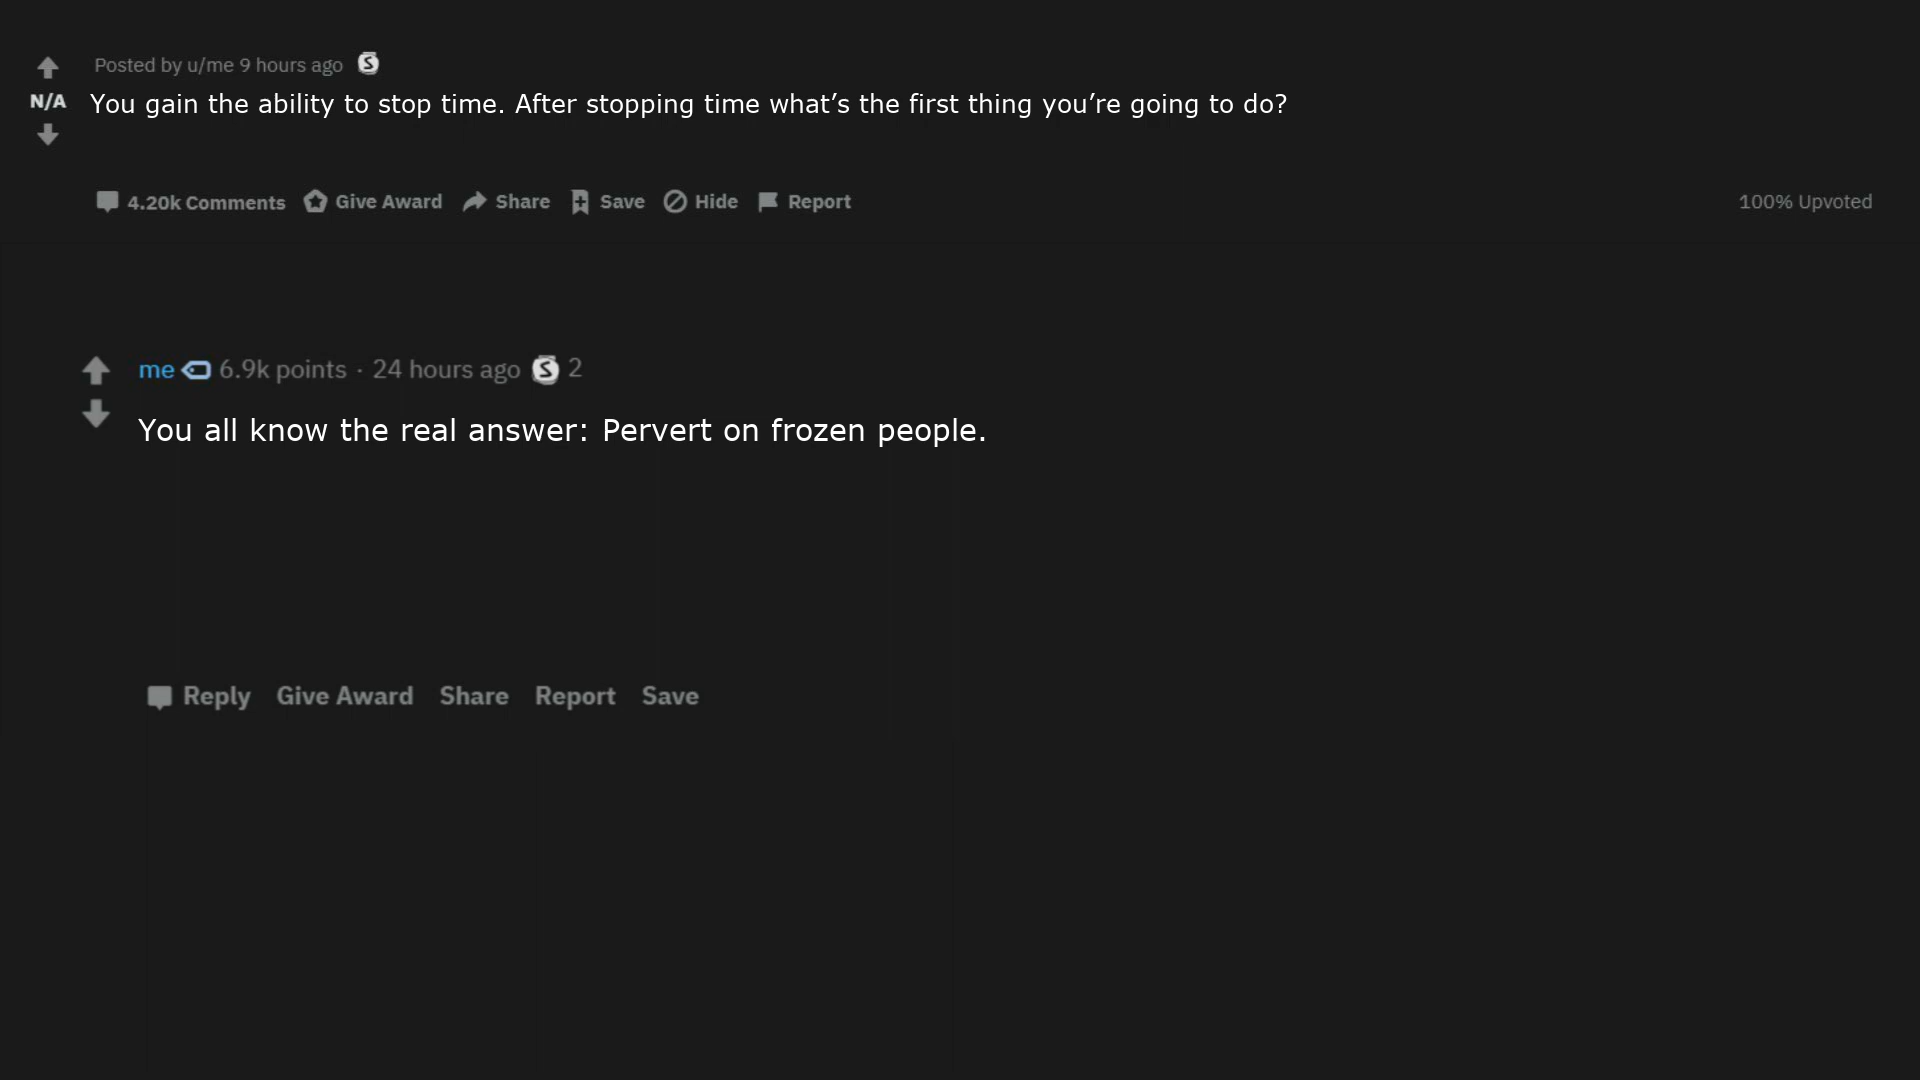 Posted by u/me 9 hours ago S
N/A
You gain the ability to stop time. After stopping time what’s the first thing you’re going to do?
4.20k Comments Give Award Share Save Hide Report 100% Upvoted
me 6.9k points · 24 hours ago S 2
You all know the real answer: Pervert on frozen people.
Reply Give Award Share Report Save